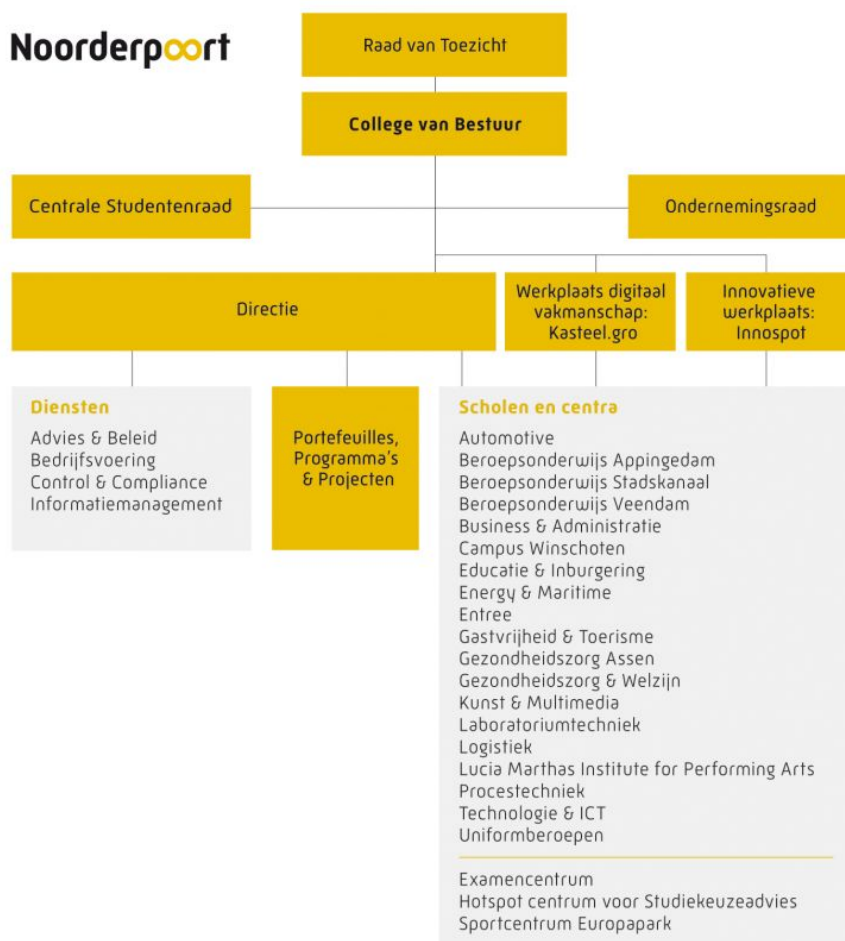 Noorderpoort
Raad van Toezicht
College van Bestuur
Centrale Studentenraad
Ondernemingsraad
Directie
Werkplaats digitaal
vakmanschap:
Kasteel.gro
Innovatieve
werkplaats:
Innospot
Diensten
Advies & Beleid
Bedrijfsvoering
Control & Compliance
Informatiemanagement
Portefeuilles,
Programma's
& Projecten
Scholen en centra
Automotive
Beroepsonderwijs Appingedam
Beroepsonderwijs Stadskanaal
Beroepsonderwijs Veendam
Business & Administratie
Campus Winschoten
Educatie & Inburgering
Energy & Maritime
Entree
Gastvrijheid & Toerisme
Gezondheidszorg Assen
Gezondheidszorg & Welzijn
Kunst & Multimedia
Laboratoriumtechniek
Logistiek
Lucia Marthas Institute for Performing Arts
Procestechniek
Technologie & ICT
Uniformberoepen
Examencentrum
Hotspot centrum voor Studiekeuzeadvies
Sportcentrum Europapark